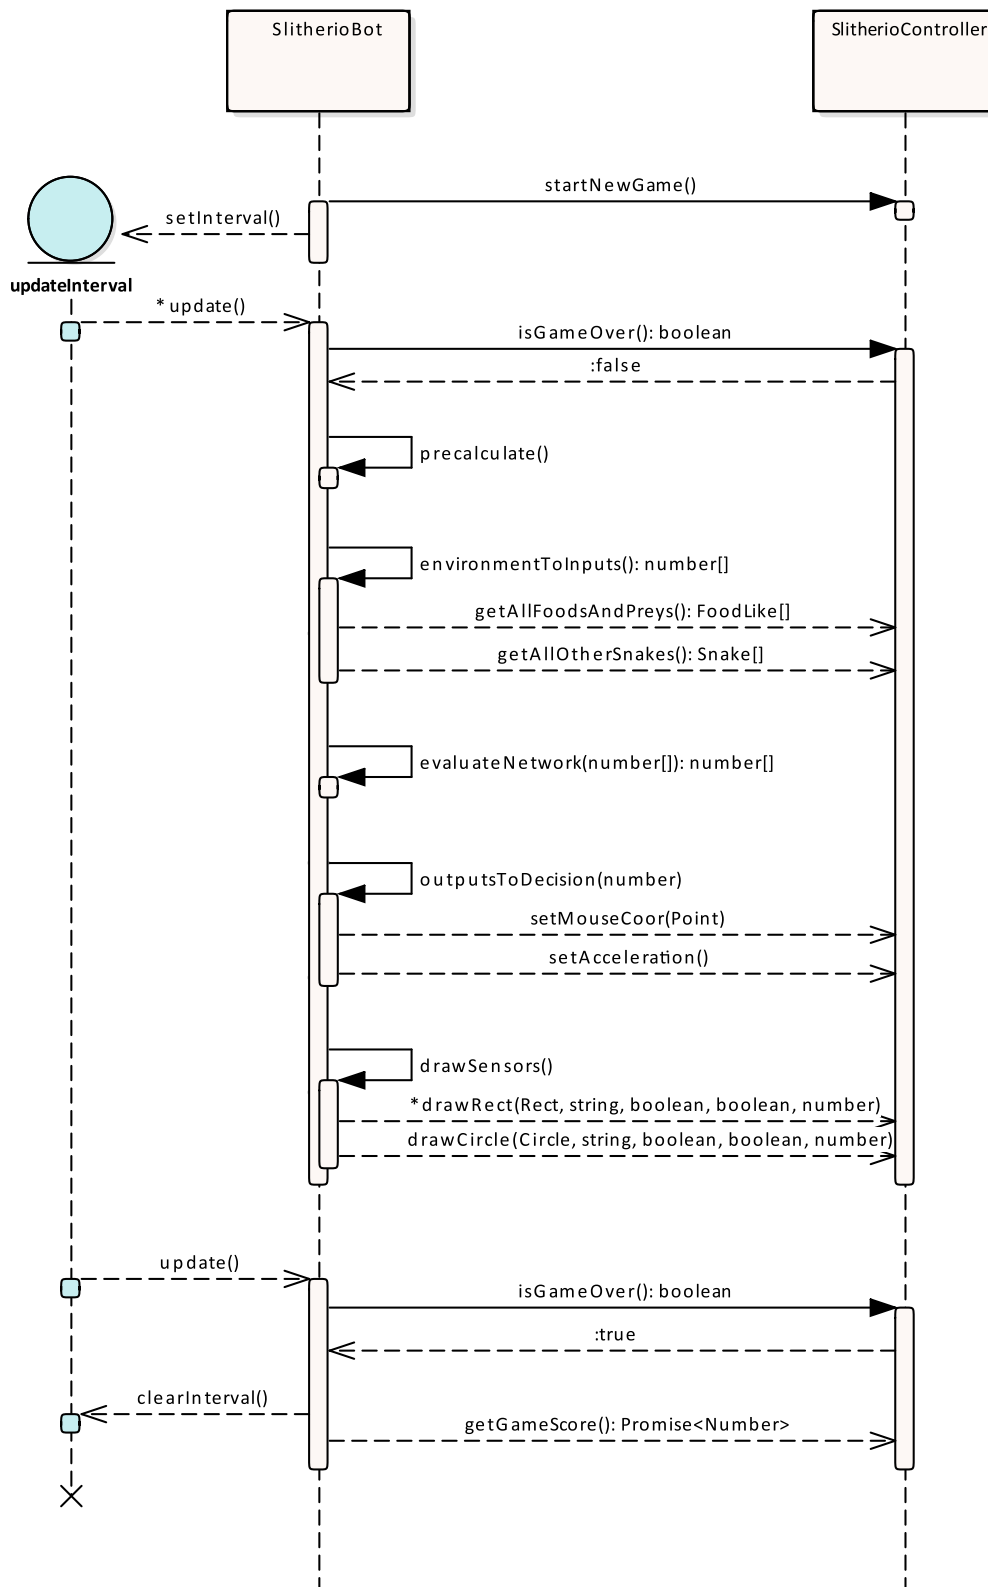 SlitherioBot
SlitherioController
startNewGame()
setInterval()
updateInterval
* update()
isGameOver(): boolean
:false
precalculate()
environmentToInputs(): number[]
getAllFoodsAndPreys(): FoodLike[]
getAllOtherSnakes(): Snake[]
evaluateNetwork(number[]): number[]
outputsToDecision(number)
setMouseCoor(Point)
setAcceleration()
drawSensors()
*drawRect(Rect, string, boolean, boolean, number)
drawCircle(Circle, string, boolean, boolean, number)
update()
isGameOver(): boolean
:true
clearInterval()
getGameScore(): Promise<Number>